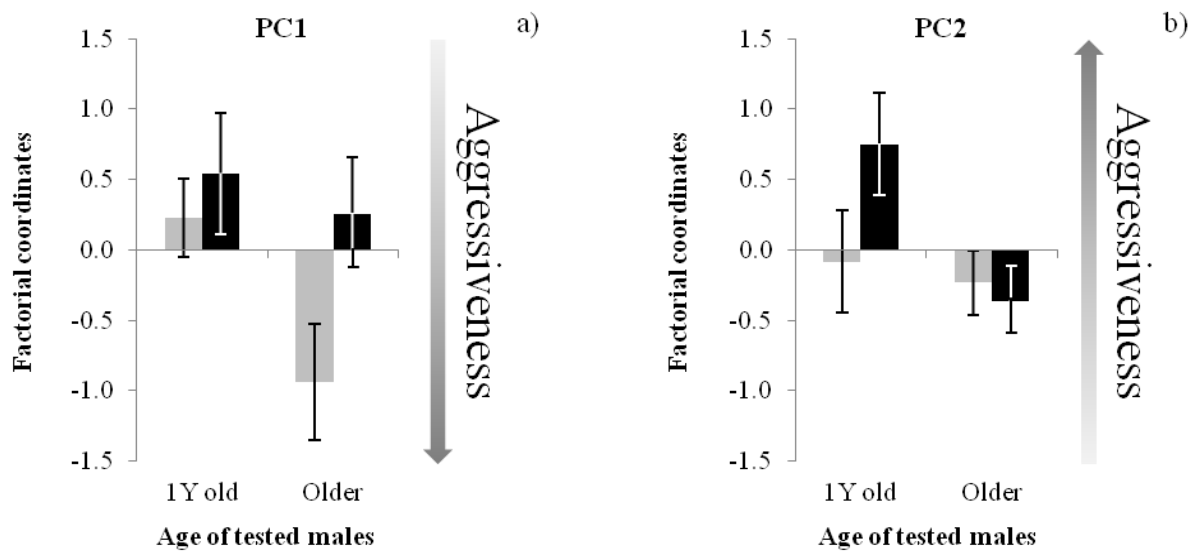 PC1
a)
1.5
1.0
0.5
0.0
-0.5
-1.0
-1.5
Factorial coordinates
1Y old
Older
Age of tested males
Aggressiveness
PC2
b)
1.5
1.0
0.5
0.0
-0.5
-1.0
-1.5
Factorial coordinates
1Y old
Older
Age of tested males
Aggressiveness